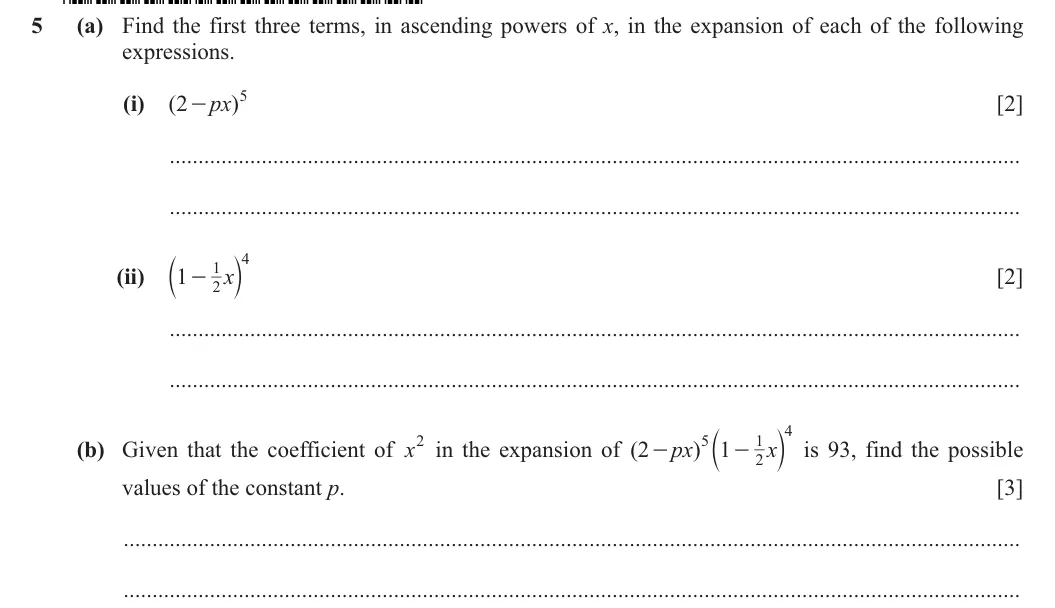 5 (a) Find the first three terms, in ascending powers of x, in the expansion of each of the following
expressions.
(i) (2−px)⁵ [2]
(ii) (1−½x)⁴ [2]
(b) Given that the coefficient of x² in the expansion of (2−px)⁵(1−½x)⁴ is 93, find the possible
values of the constant p. [3]